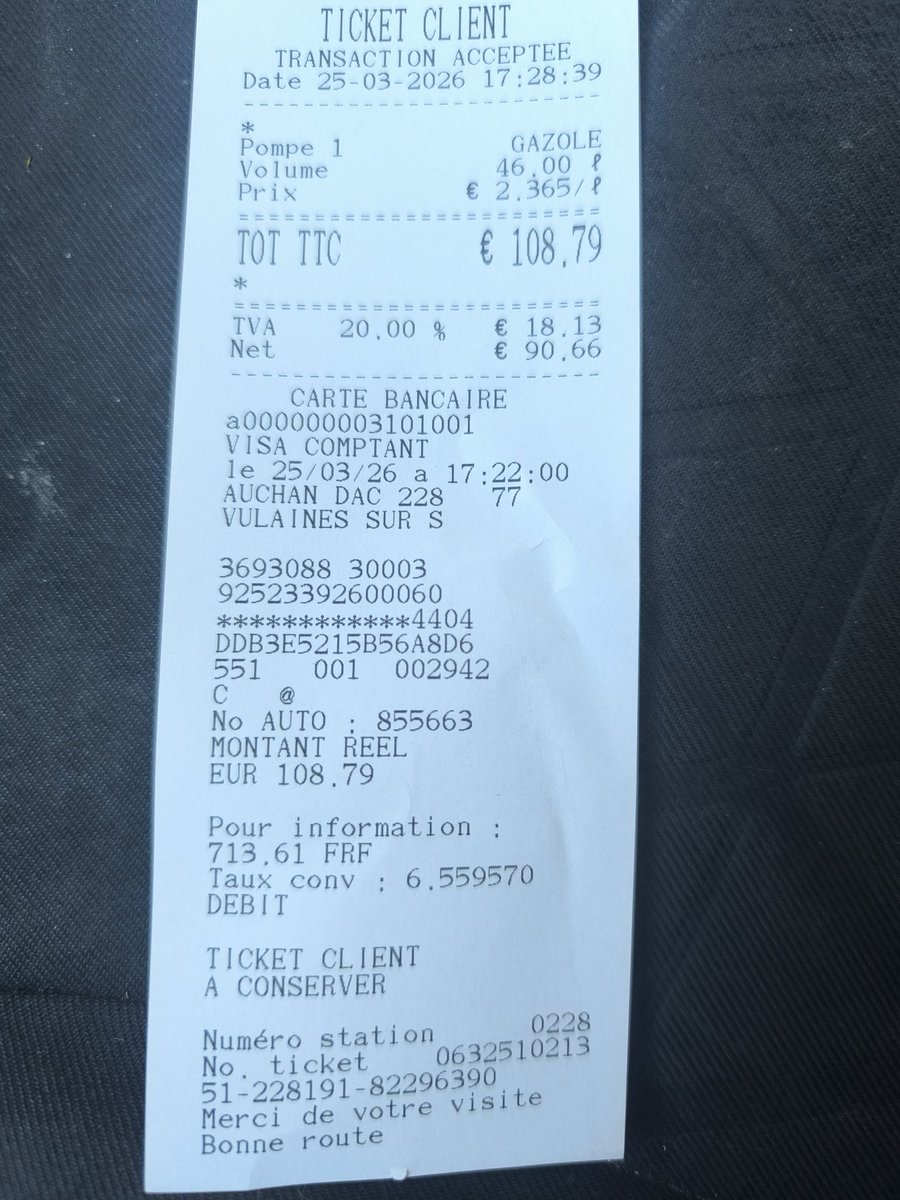 TICKET CLIENT
TRANSACTION ACCEPTEE
Date 25-03-2026 17:28:39
------------------------
*
Pompe 1 GAZOLE
Volume 46.00 ℓ
Prix € 2.365/ℓ
========================
TOT TTC € 108.79
*
========================
TVA 20.00 % € 18.13
Net € 90.66
------------------------
CARTE BANCAIRE
a0000000003101001
VISA COMPTANT
le 25/03/26 a 17:22:00
AUCHAN DAC 228 77
VULAINES SUR S
3693088 30003
92523392600060
************4404
DDB3E5215B56A8D6
551 001 002942
C @
No AUTO : 855663
MONTANT REEL
EUR 108.79
Pour information :
713.61 FRF
Taux conv : 6.559570
DEBIT
TICKET CLIENT
A CONSERVER
Numéro station 0228
No. ticket 0632510213
51-228191-82296390
Merci de votre visite
Bonne route